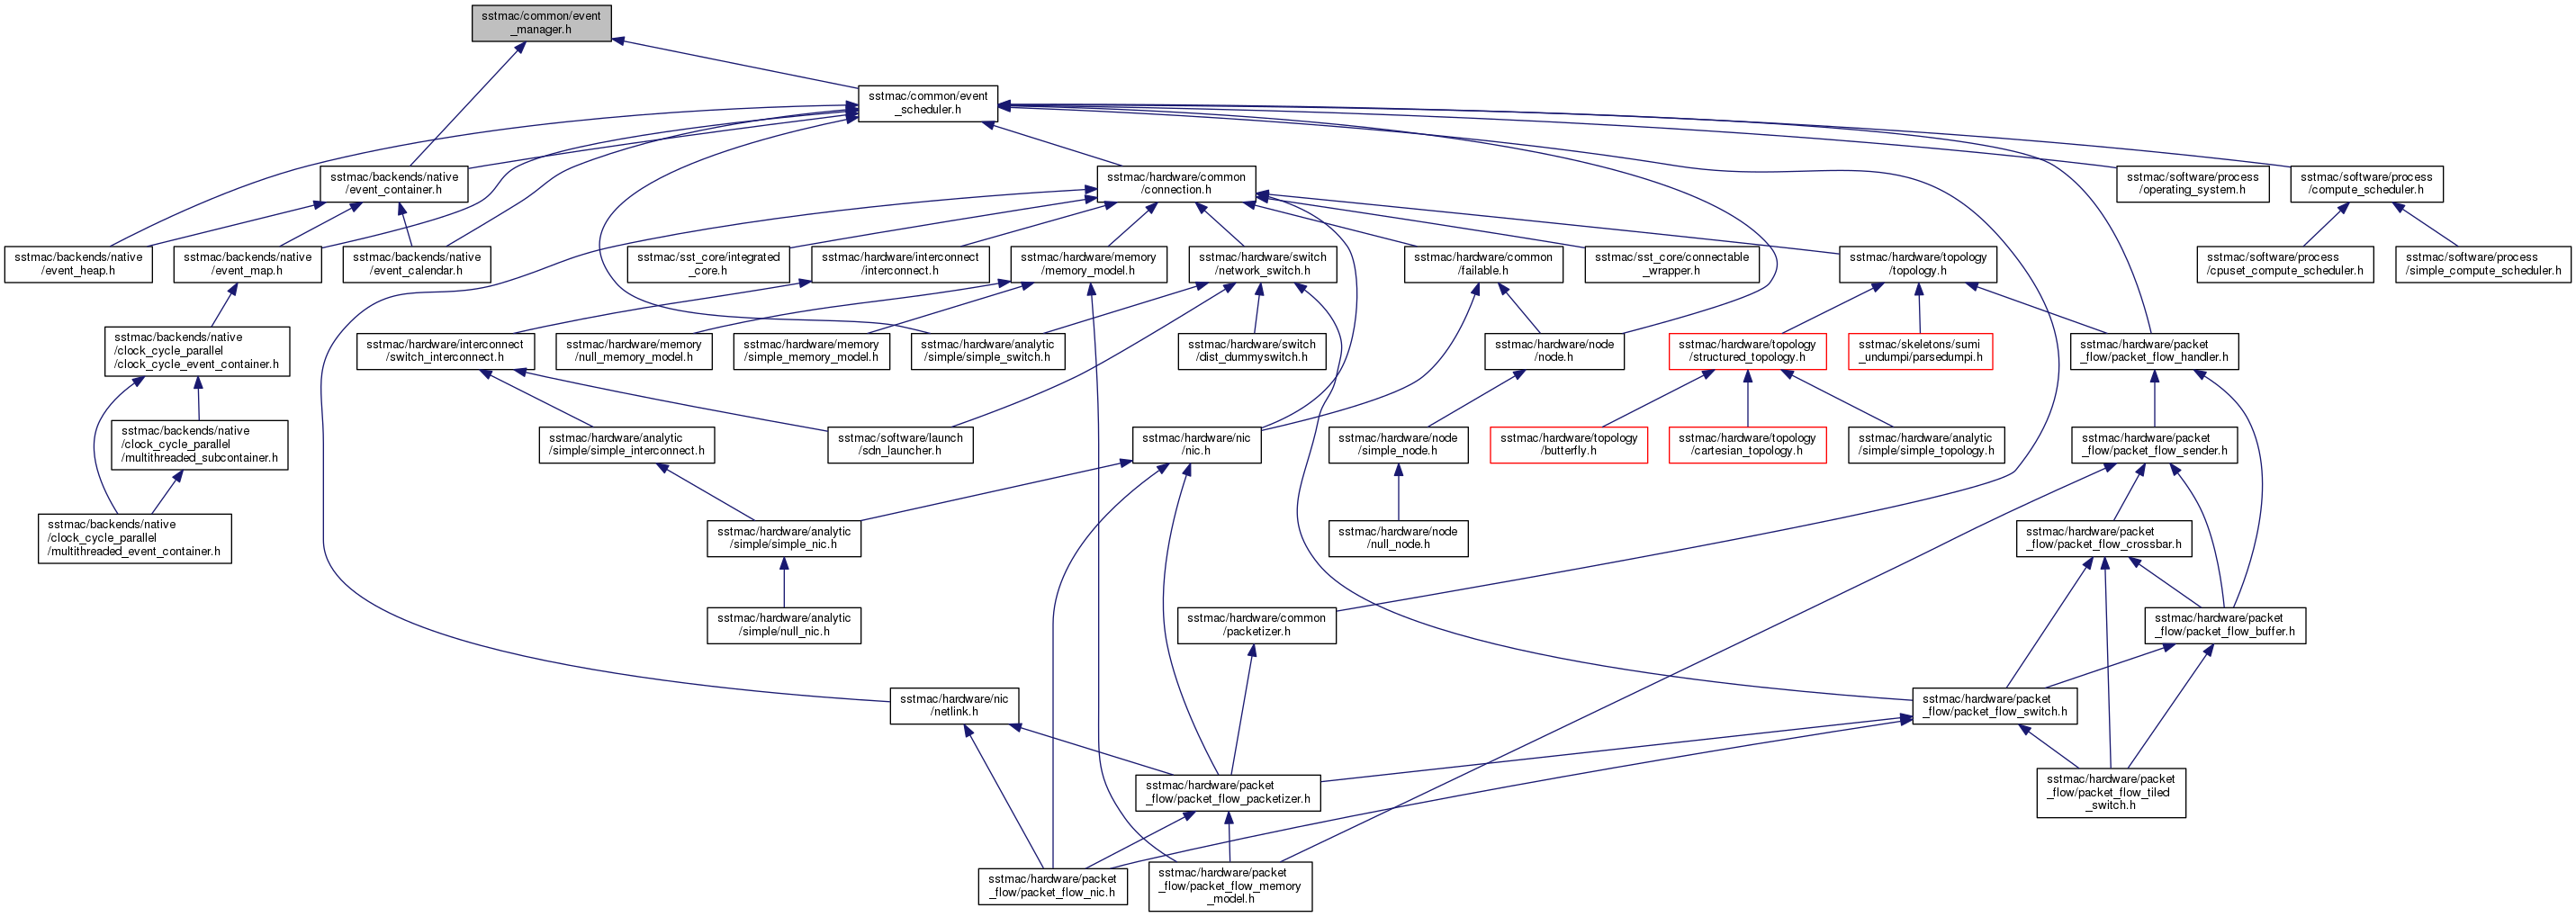 sstmac/common/event
_manager.h
sstmac/common/event
_scheduler.h
sstmac/backends/native
/event_container.h
sstmac/hardware/common
/connection.h
sstmac/software/process
/operating_system.h
sstmac/software/process
/compute_scheduler.h
sstmac/backends/native
/event_heap.h
sstmac/backends/native
/event_map.h
sstmac/backends/native
/event_calendar.h
sstmac/sst_core/integrated
_core.h
sstmac/hardware/interconnect
/interconnect.h
sstmac/hardware/memory
/memory_model.h
sstmac/hardware/switch
/network_switch.h
sstmac/hardware/common
/failable.h
sstmac/sst_core/connectable
_wrapper.h
sstmac/hardware/topology
/topology.h
sstmac/software/process
/cpuset_compute_scheduler.h
sstmac/software/process
/simple_compute_scheduler.h
sstmac/backends/native
/clock_cycle_parallel
/clock_cycle_event_container.h
sstmac/hardware/interconnect
/switch_interconnect.h
sstmac/hardware/memory
/null_memory_model.h
sstmac/hardware/memory
/simple_memory_model.h
sstmac/hardware/analytic
/simple/simple_switch.h
sstmac/hardware/switch
/dist_dummyswitch.h
sstmac/hardware/node
/node.h
sstmac/hardware/topology
/structured_topology.h
sstmac/skeletons/sumi
_undumpi/parsedumpi.h
sstmac/hardware/packet
_flow/packet_flow_handler.h
sstmac/backends/native
/clock_cycle_parallel
/multithreaded_subcontainer.h
sstmac/hardware/analytic
/simple/simple_interconnect.h
sstmac/software/launch
/sdn_launcher.h
sstmac/hardware/nic
/nic.h
sstmac/hardware/node
/simple_node.h
sstmac/hardware/topology
/butterfly.h
sstmac/hardware/topology
/cartesian_topology.h
sstmac/hardware/analytic
/simple/simple_topology.h
sstmac/hardware/packet
_flow/packet_flow_sender.h
sstmac/backends/native
/clock_cycle_parallel
/multithreaded_event_container.h
sstmac/hardware/analytic
/simple/simple_nic.h
sstmac/hardware/node
/null_node.h
sstmac/hardware/packet
_flow/packet_flow_crossbar.h
sstmac/hardware/analytic
/simple/null_nic.h
sstmac/hardware/common
/packetizer.h
sstmac/hardware/packet
_flow/packet_flow_buffer.h
sstmac/hardware/nic
/netlink.h
sstmac/hardware/packet
_flow/packet_flow_switch.h
sstmac/hardware/packet
_flow/packet_flow_packetizer.h
sstmac/hardware/packet
_flow/packet_flow_tiled
_switch.h
sstmac/hardware/packet
_flow/packet_flow_nic.h
sstmac/hardware/packet
_flow/packet_flow_memory
_model.h